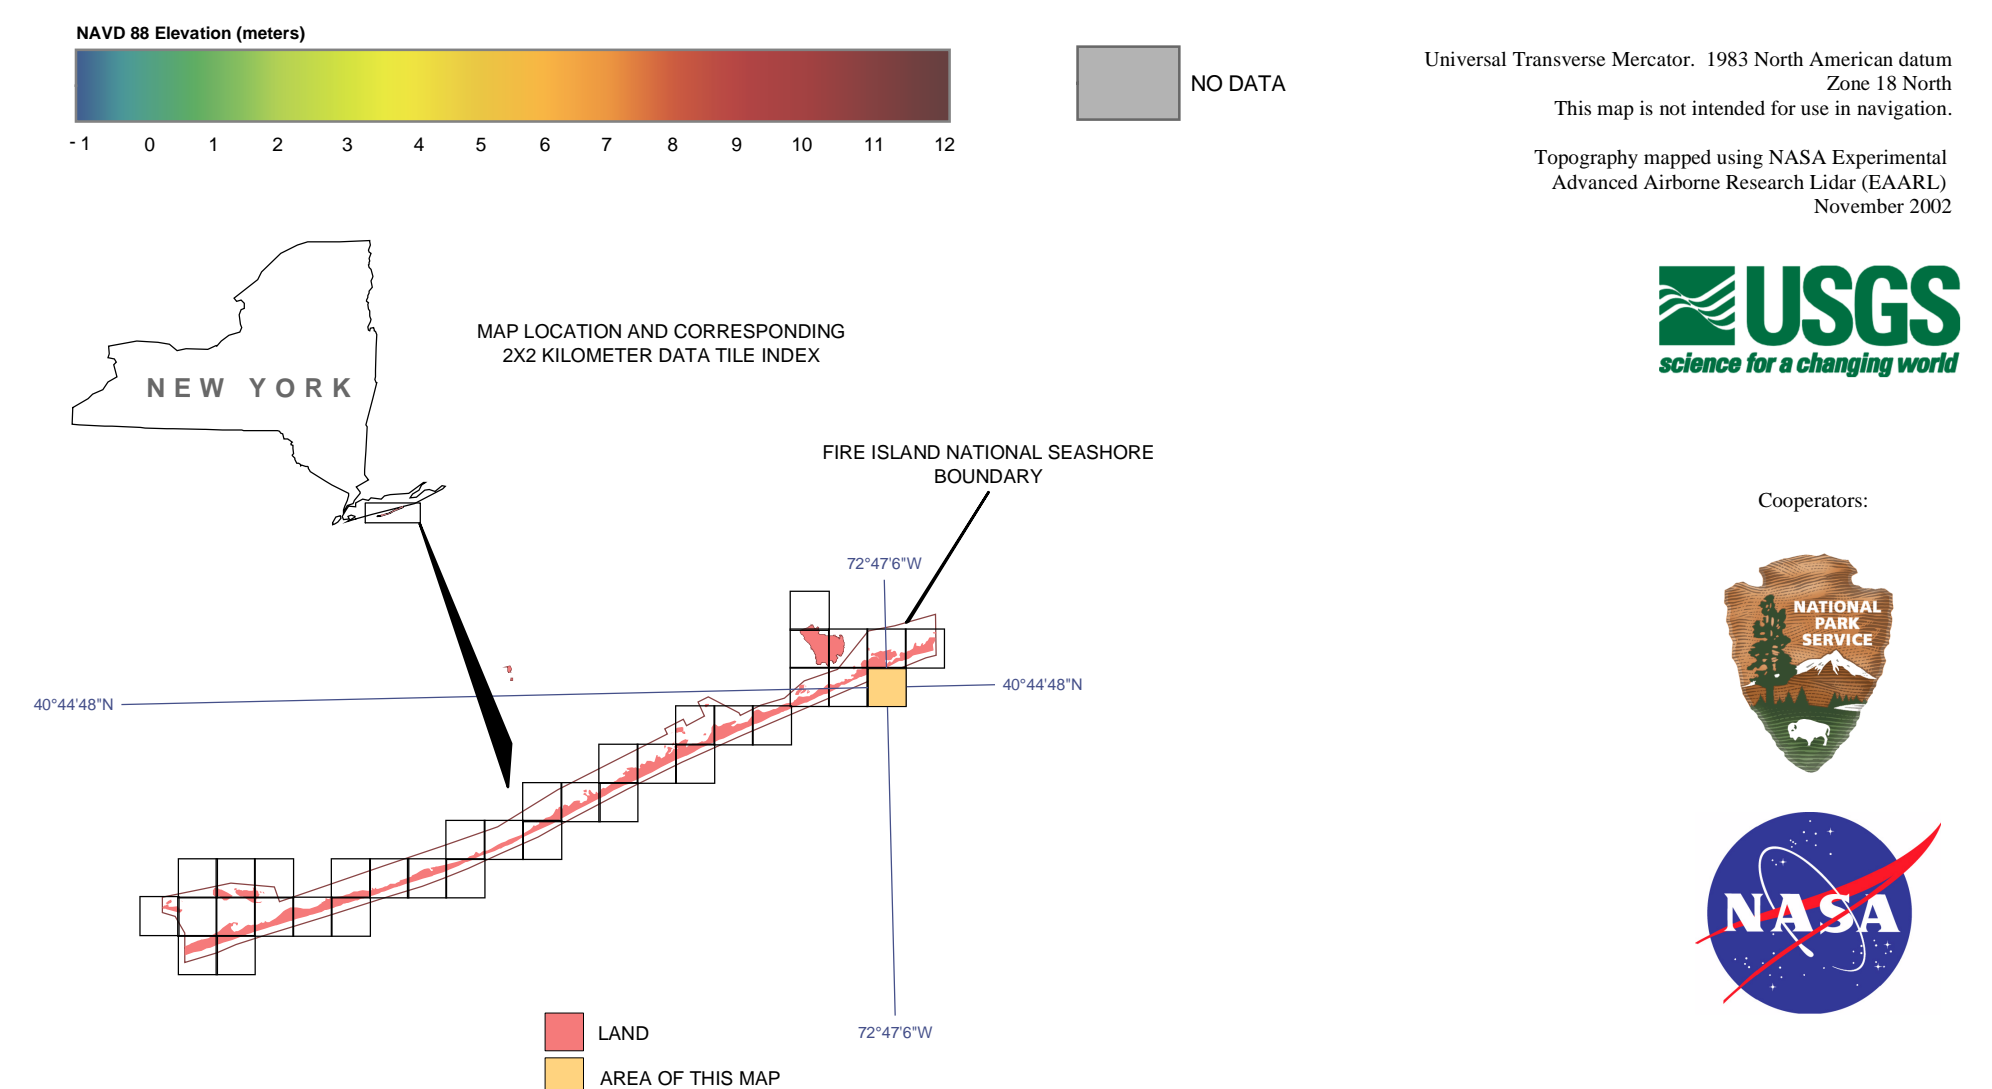 NAVD 88 Elevation (meters)
-1 0 1 2 3 4 5 6 7 8 9 10 11 12
NO DATA
Universal Transverse Mercator. 1983 North American datum
Zone 18 North
This map is not intended for use in navigation.
Topography mapped using NASA Experimental
Advanced Airborne Research Lidar (EAARL)
November 2002
USGS
science for a changing world
NEW YORK
MAP LOCATION AND CORRESPONDING
2X2 KILOMETER DATA TILE INDEX
FIRE ISLAND NATIONAL SEASHORE
BOUNDARY
72°47'6"W
40°44'48"N
40°44'48"N
72°47'6"W
LAND
AREA OF THIS MAP
Cooperators:
NATIONAL
PARK
SERVICE
NASA